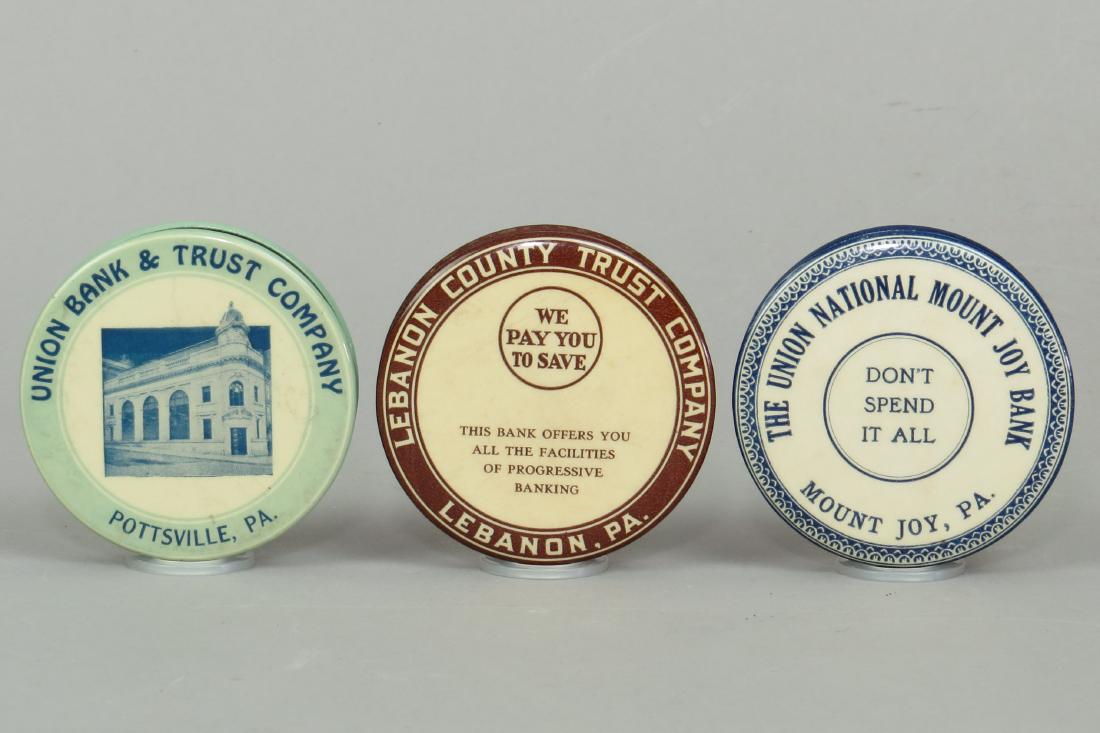 UNION BANK & TRUST COMPANY
POTTSVILLE, PA.
LEBANON COUNTY TRUST COMPANY
WE
PAY YOU
TO SAVE
THIS BANK OFFERS YOU
ALL THE FACILITIES
OF PROGRESSIVE
BANKING
LEBANON, PA.
THE UNION NATIONAL MOUNT JOY BANK
DON'T
SPEND
IT ALL
MOUNT JOY, PA.